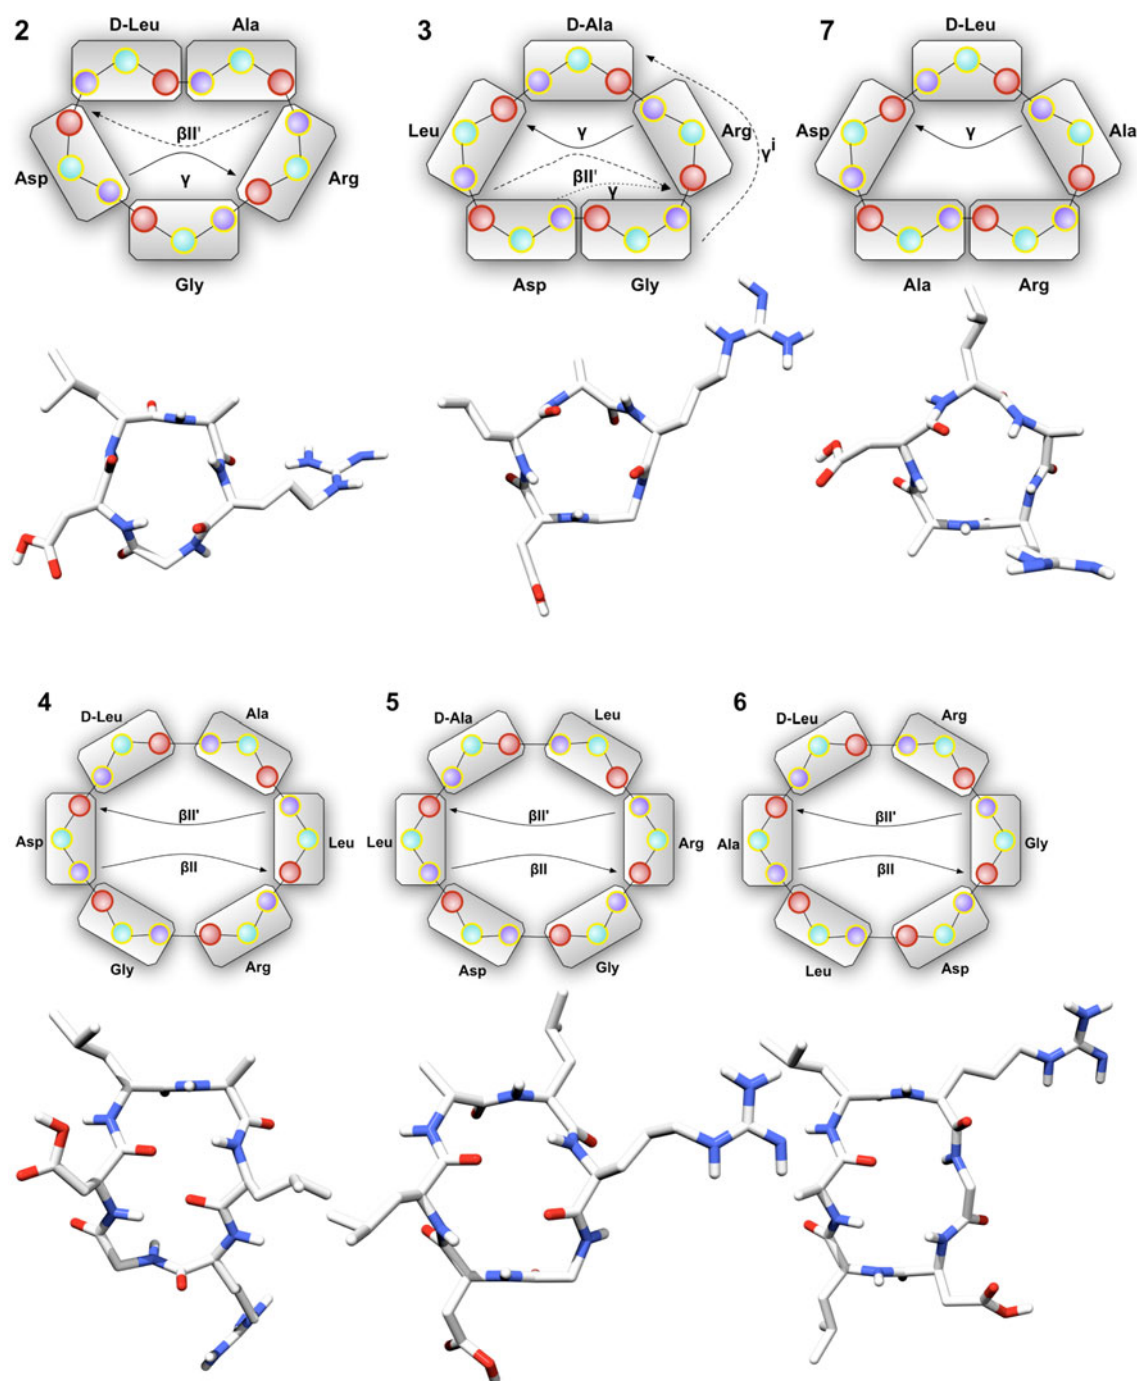 2 D-Leu Ala
βII'
Asp γ Arg
Gly
3 D-Ala
Leu γ Arg
γi
βII'
γ
Asp Gly
7 D-Leu
Asp γ Ala
Ala Arg
4 D-Leu Ala
βII'
Asp Leu
βII
Gly Arg
5 D-Ala Leu
βII'
Leu Arg
βII
Asp Gly
6 D-Leu Arg
βII'
Ala Gly
βII
Leu Asp